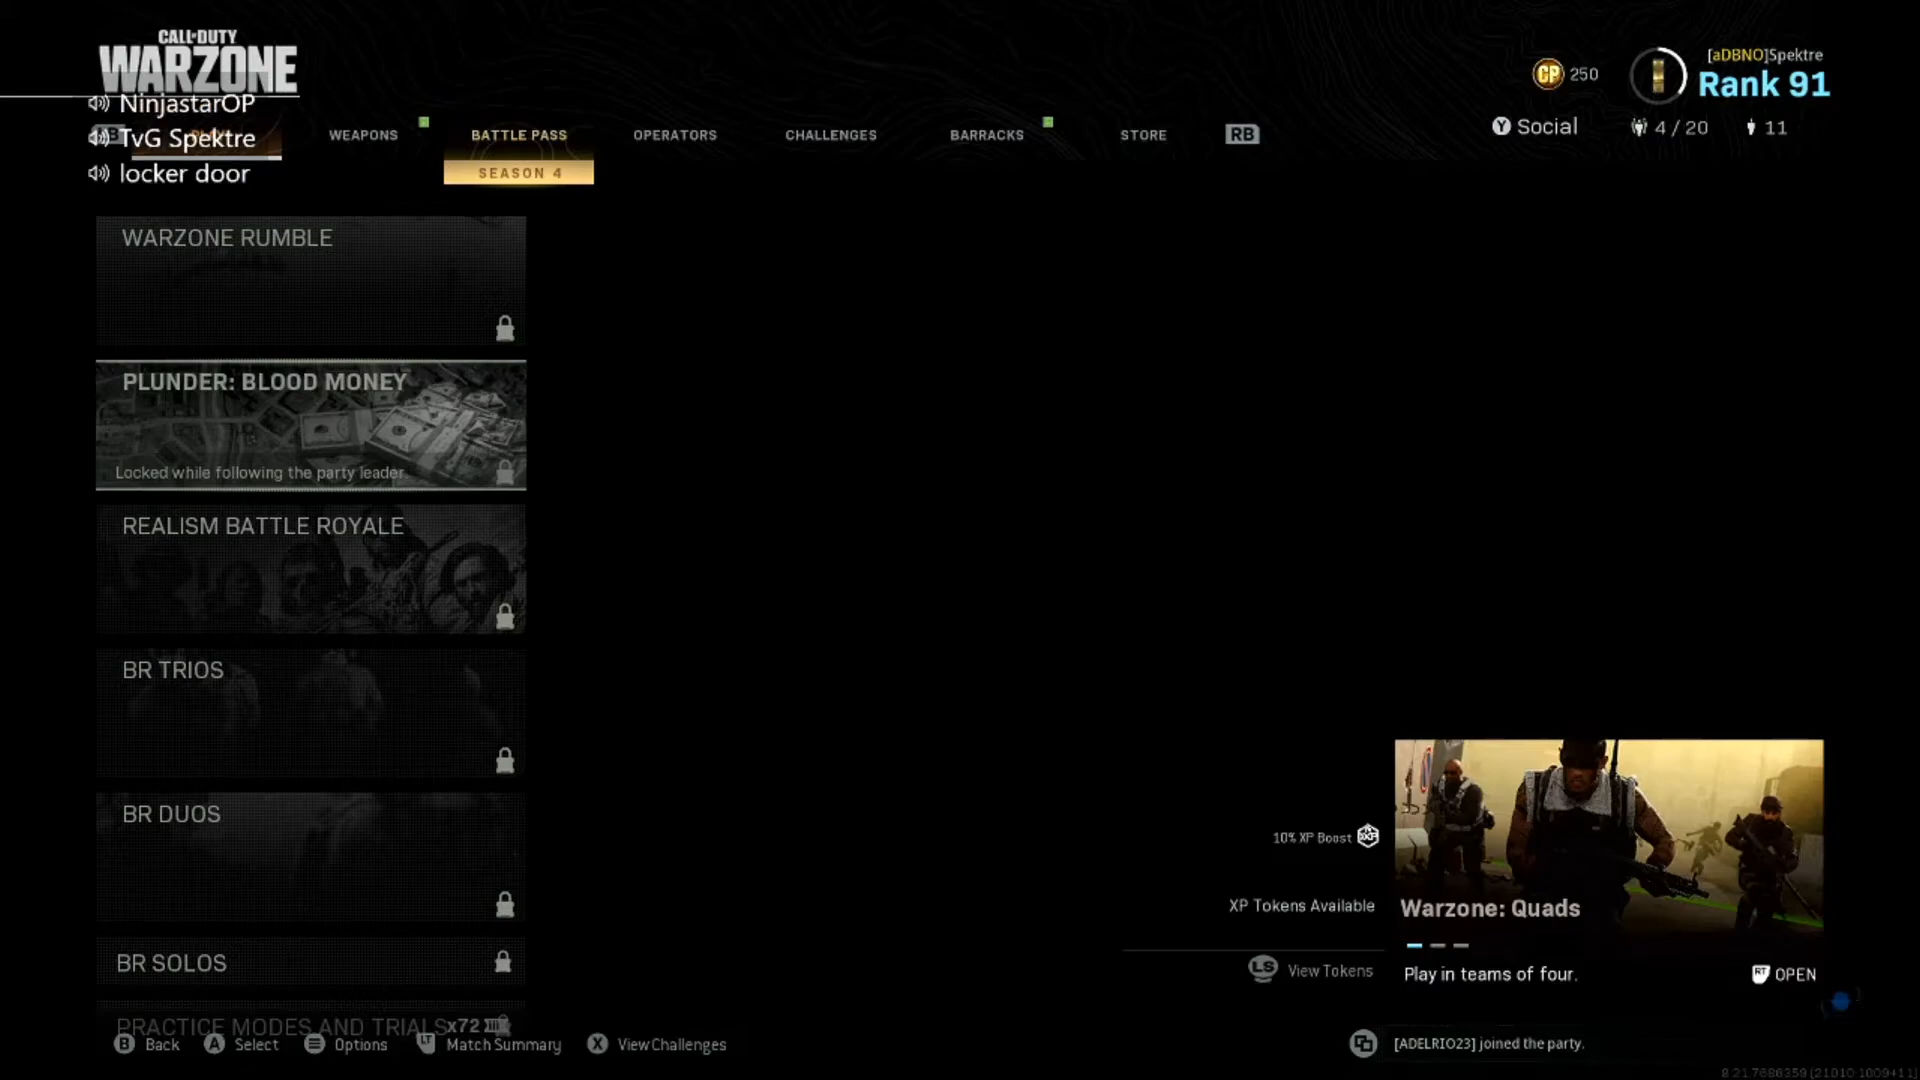 CALL OF DUTY
WARZONE
NinjastarOP
TvG Spektre
locker door
WEAPONS
BATTLE PASS
SEASON 4
OPERATORS
CHALLENGES
BARRACKS
STORE
RB
CP 250
[aDBNO]Spektre
Rank 91
Y Social
4 / 20
11
WARZONE RUMBLE
PLUNDER: BLOOD MONEY
Locked while following the party leader
REALISM BATTLE ROYALE
BR TRIOS
BR DUOS
BR SOLOS
PRACTICE MODES AND TRIALS
x72
B Back
A Select
Options
LT Match Summary
X View Challenges
10% XP Boost
XP Tokens Available
LS View Tokens
Warzone: Quads
Play in teams of four.
RT OPEN
[ADELRIO23] joined the party.